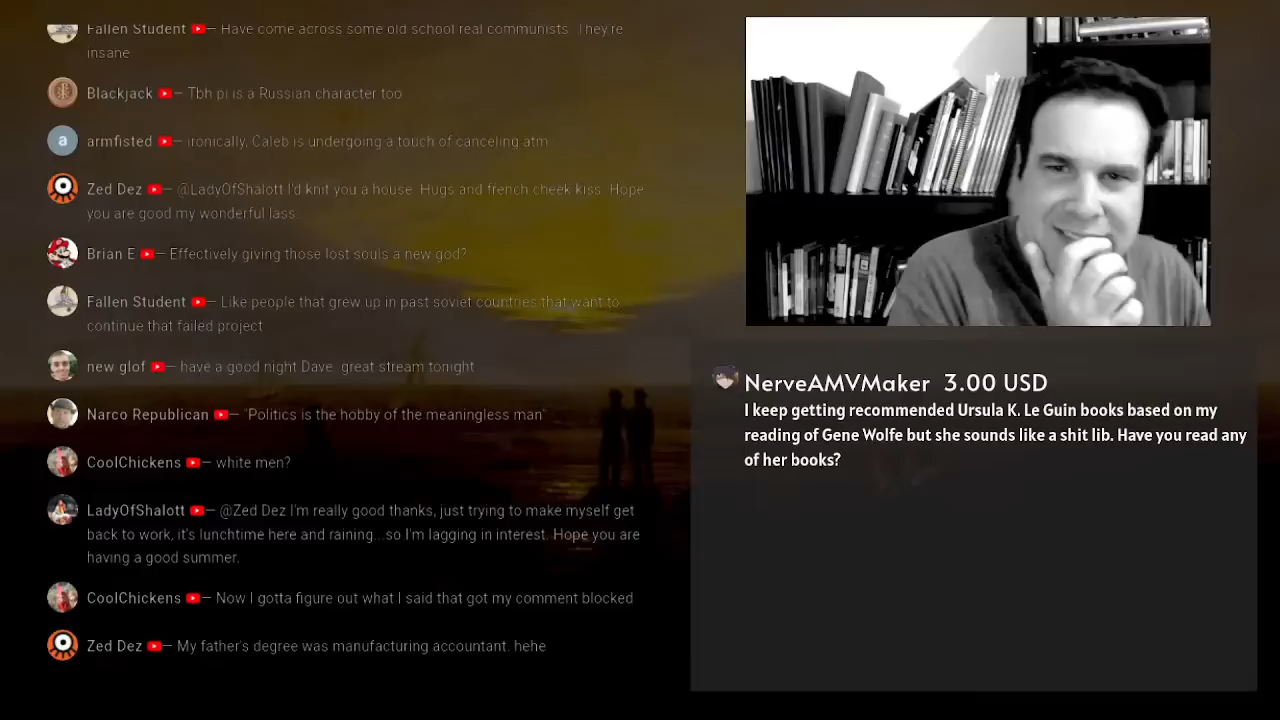 Fallen Student — Have come across some old school real communists. They're
insane
Blackjack — Tbh pi is a Russian character too
a armfisted — ironically, Caleb is undergoing a touch of canceling atm
Zed Dez — @LadyOfShalott I'd knit you a house. Hugs and french cheek kiss. Hope
you are good my wonderful lass.
Brian E — Effectively giving those lost souls a new god?
Fallen Student — Like people that grew up in past soviet countries that want to
continue that failed project
new glof — have a good night Dave. great stream tonight
Narco Republican — "Politics is the hobby of the meaningless man"
CoolChickens — white men?
LadyOfShalott — @Zed Dez I'm really good thanks, just trying to make myself get
back to work, it's lunchtime here and raining...so I'm lagging in interest. Hope you are
having a good summer.
CoolChickens — Now I gotta figure out what I said that got my comment blocked
Zed Dez — My father's degree was manufacturing accountant. hehe
NerveAMVMaker 3.00 USD
I keep getting recommended Ursula K. Le Guin books based on my
reading of Gene Wolfe but she sounds like a shit lib. Have you read any
of her books?